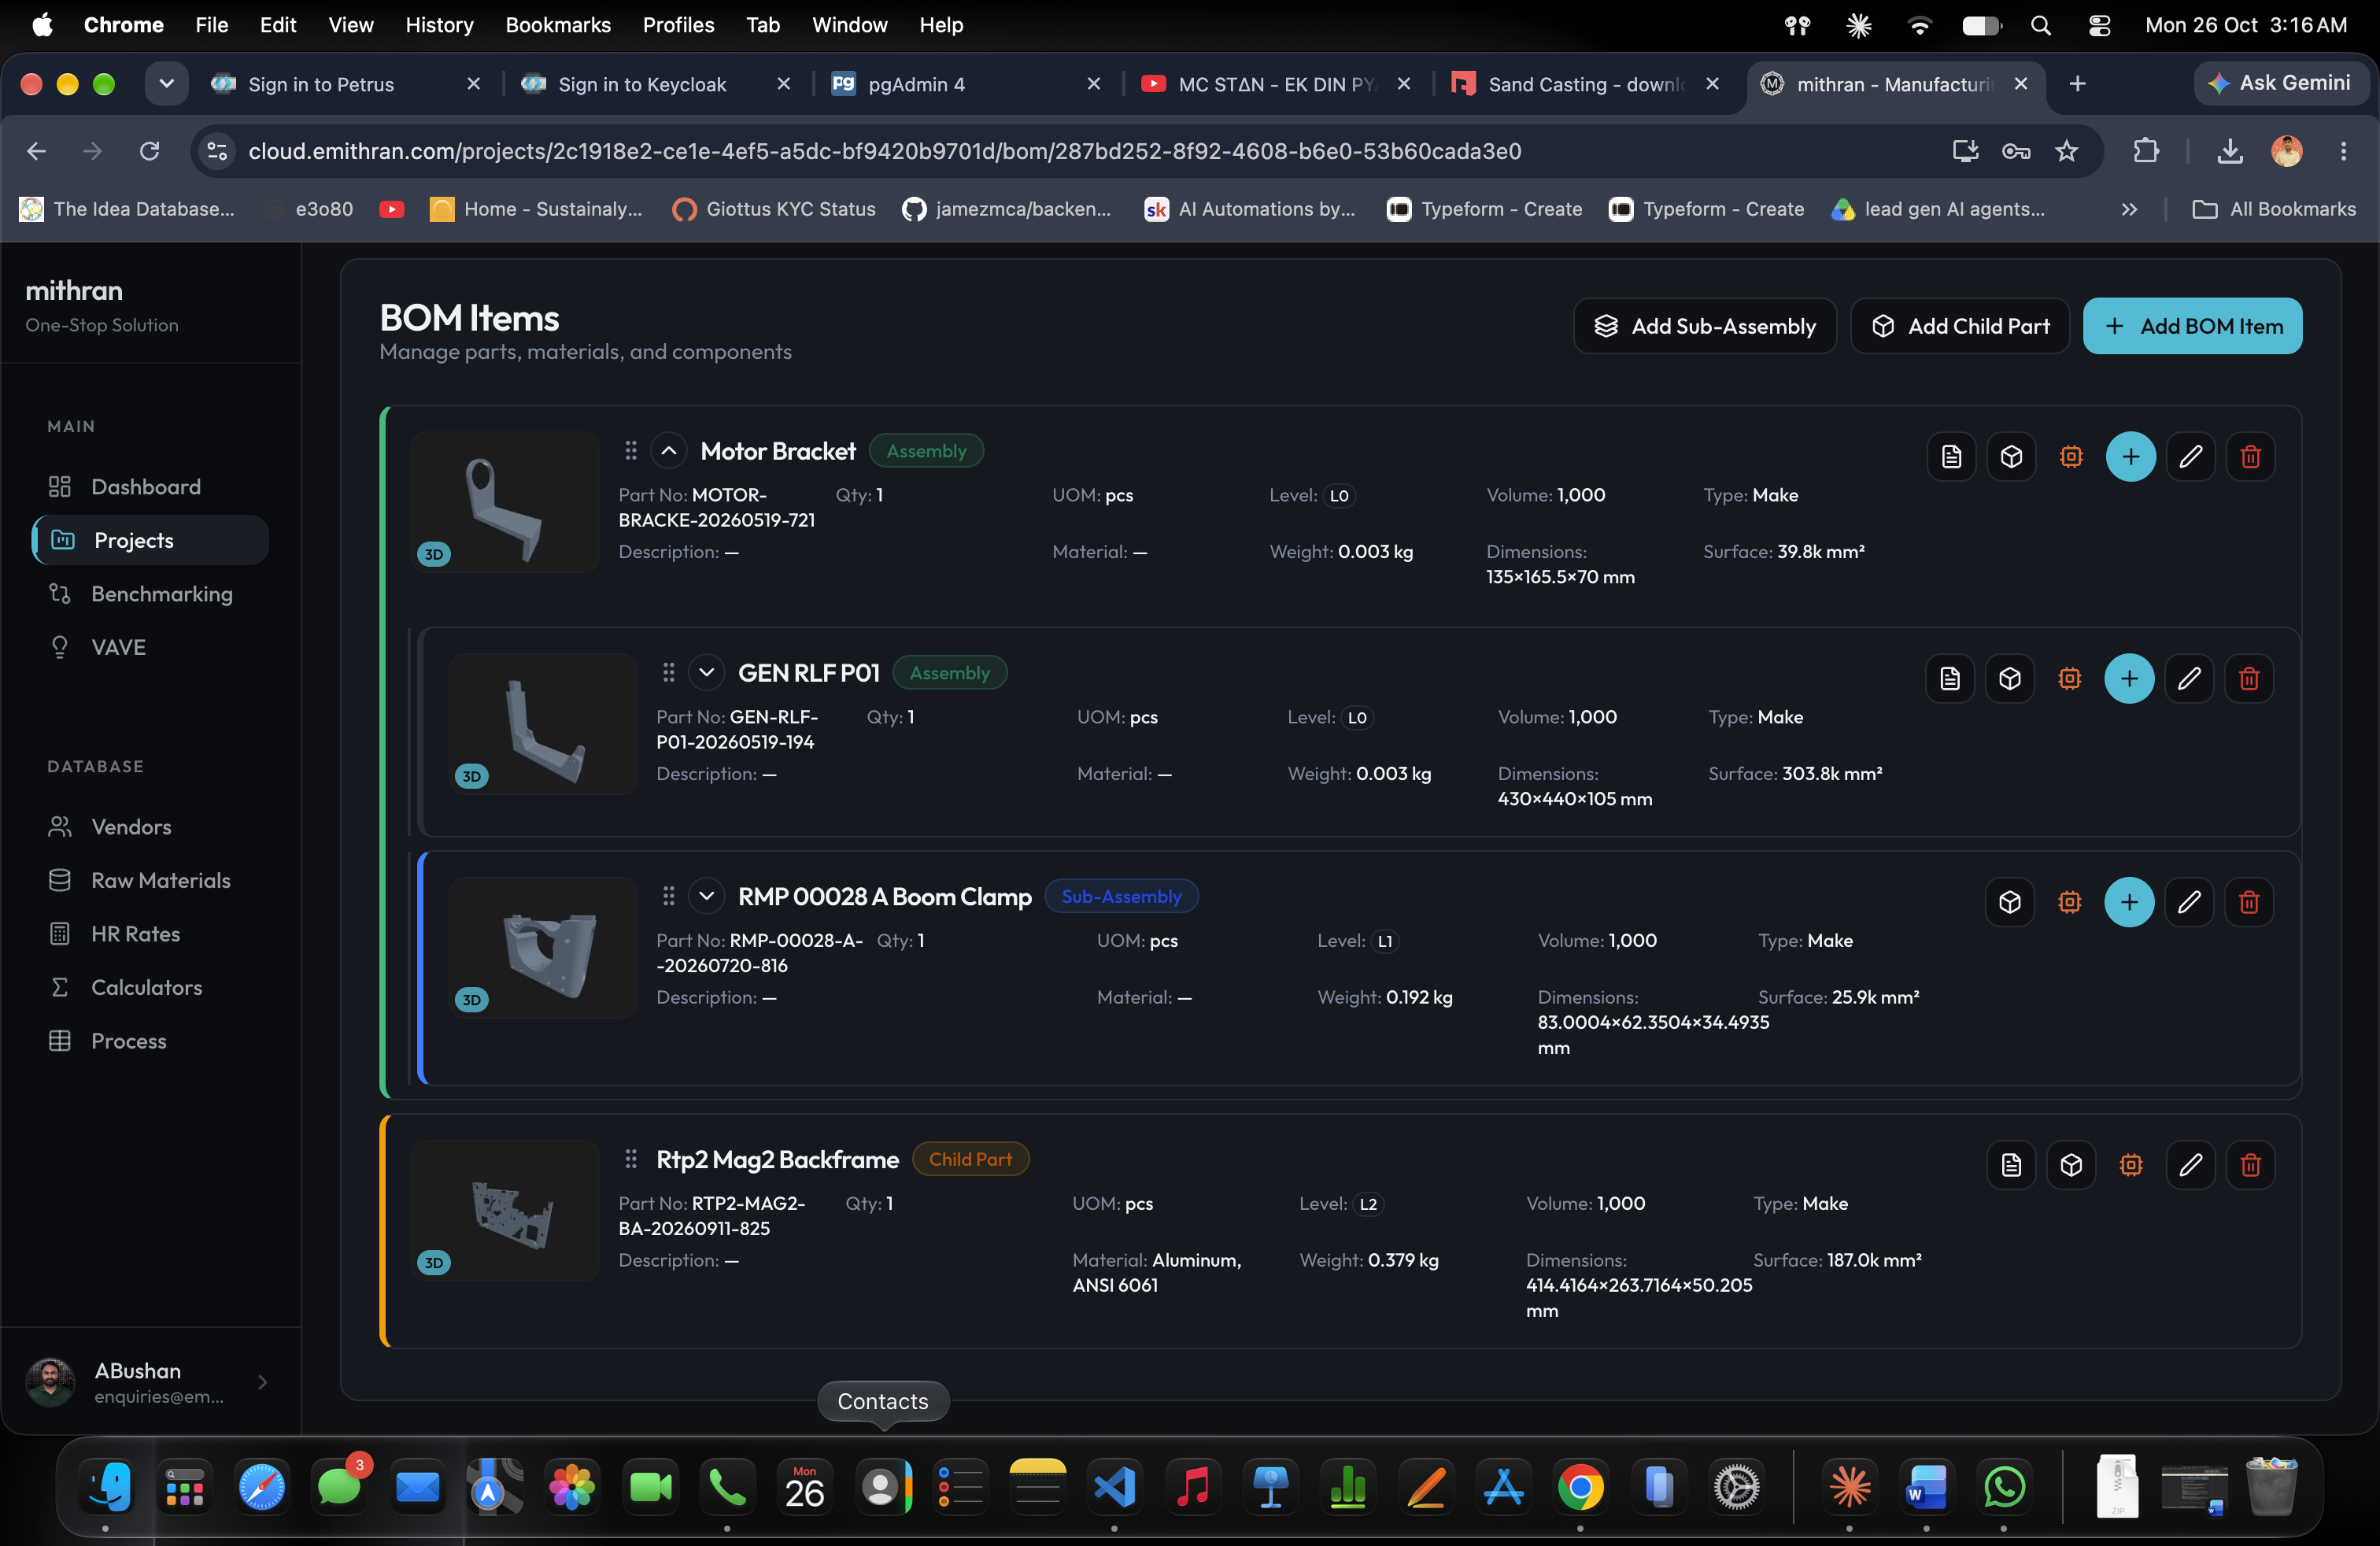 Chrome File Edit View History Bookmarks Profiles Tab Window Help Mon 26 Oct 3:16 AM
Sign in to Petrus Sign in to Keycloak pgAdmin 4 MC STΔN - EK DIN Sand Casting - downl mithran - Manufacturi Ask Gemini
cloud.emithran.com/projects/2c1918e2-ce1e-4ef5-a5dc-bf9420b9701d/bom/287bd252-8f92-4608-b6e0-53b60cada3e0
The Idea Database... e3o80 Home - Sustainaly... Giottus KYC Status jamezmca/backen... sk AI Automations by... Typeform - Create Typeform - Create lead gen AI agents... All Bookmarks
mithran
One-Stop Solution
MAIN
Dashboard
Projects
Benchmarking
VAVE
DATABASE
Vendors
Raw Materials
HR Rates
Calculators
Process
ABushan
enquiries@em...
BOM Items
Manage parts, materials, and components
Add Sub-Assembly Add Child Part + Add BOM Item
Motor Bracket Assembly
Part No: MOTOR- Qty: 1 UOM: pcs Level: L0 Volume: 1,000 Type: Make
BRACKE-20260519-721
Description: — Material: — Weight: 0.003 kg Dimensions: Surface: 39.8k mm²
135×165.5×70 mm
3D
GEN RLF P01 Assembly
Part No: GEN-RLF- Qty: 1 UOM: pcs Level: L0 Volume: 1,000 Type: Make
P01-20260519-194
Description: — Material: — Weight: 0.003 kg Dimensions: Surface: 303.8k mm²
430×440×105 mm
3D
RMP 00028 A Boom Clamp Sub-Assembly
Part No: RMP-00028-A- Qty: 1 UOM: pcs Level: L1 Volume: 1,000 Type: Make
-20260720-816
Description: — Material: — Weight: 0.192 kg Dimensions: Surface: 25.9k mm²
83.0004×62.3504×34.4935
mm
3D
Rtp2 Mag2 Backframe Child Part
Part No: RTP2-MAG2- Qty: 1 UOM: pcs Level: L2 Volume: 1,000 Type: Make
BA-20260911-825
Description: — Material: Aluminum, Weight: 0.379 kg Dimensions: Surface: 187.0k mm²
ANSI 6061 414.4164×263.7164×50.205
mm
3D
Contacts
3
Mon
26
W
ZIP